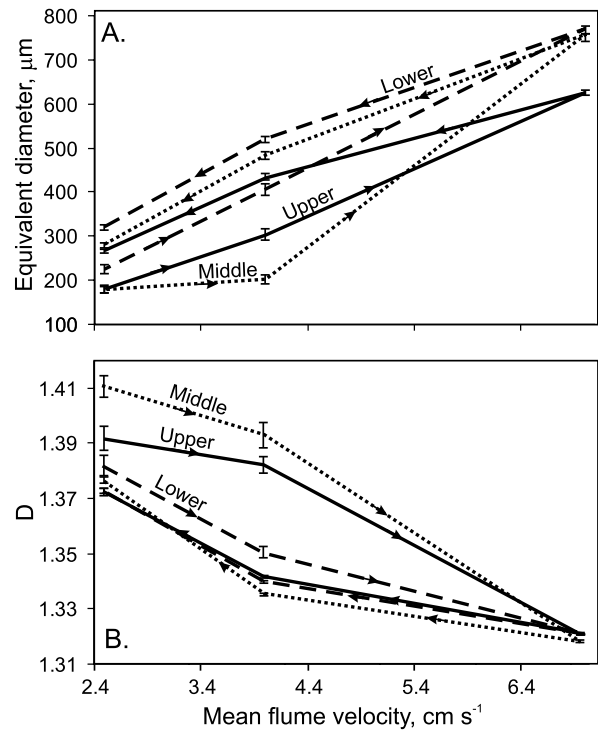 A.
Equivalent diameter, μm
800
700
600
500
400
300
200
100
Lower
Upper
Middle
B.
D
1.41
1.39
1.37
1.35
1.33
1.31
Middle
Upper
Lower
2.4 3.4 4.4 5.4 6.4
Mean flume velocity, cm s⁻¹